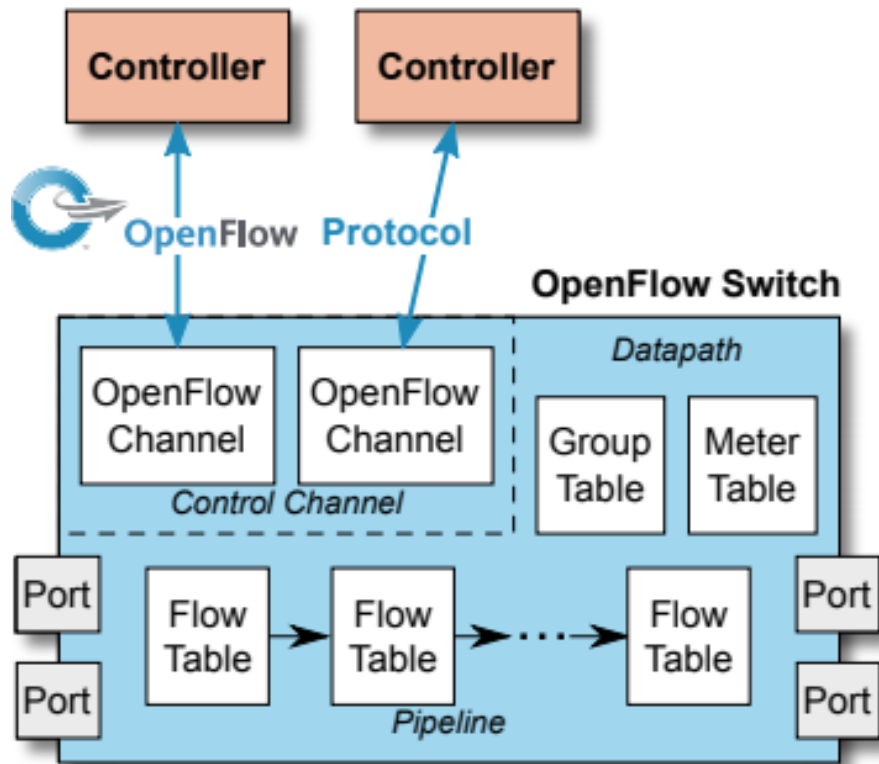 Controller
Controller
OpenFlow
Protocol
OpenFlow Switch
Datapath
OpenFlow
Channel
OpenFlow
Channel
Control Channel
Group
Table
Meter
Table
Port
Port
Port
Port
Flow
Table
Flow
Table
...
Flow
Table
Pipeline